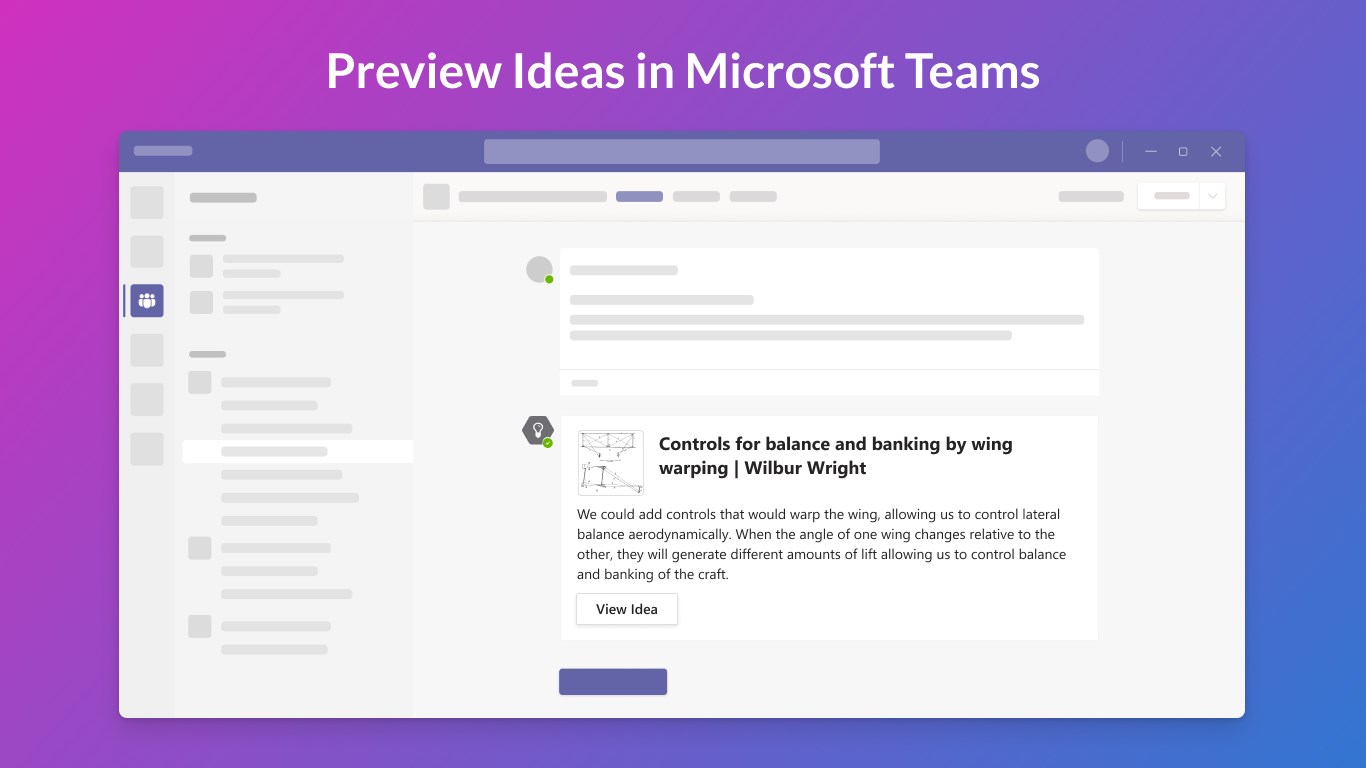 Preview Ideas in Microsoft Teams
Controls for balance and banking by wing
warping | Wilbur Wright
We could add controls that would warp the wing, allowing us to control lateral
balance aerodynamically. When the angle of one wing changes relative to the
other, they will generate different amounts of lift allowing us to control balance
and banking of the craft.
View Idea